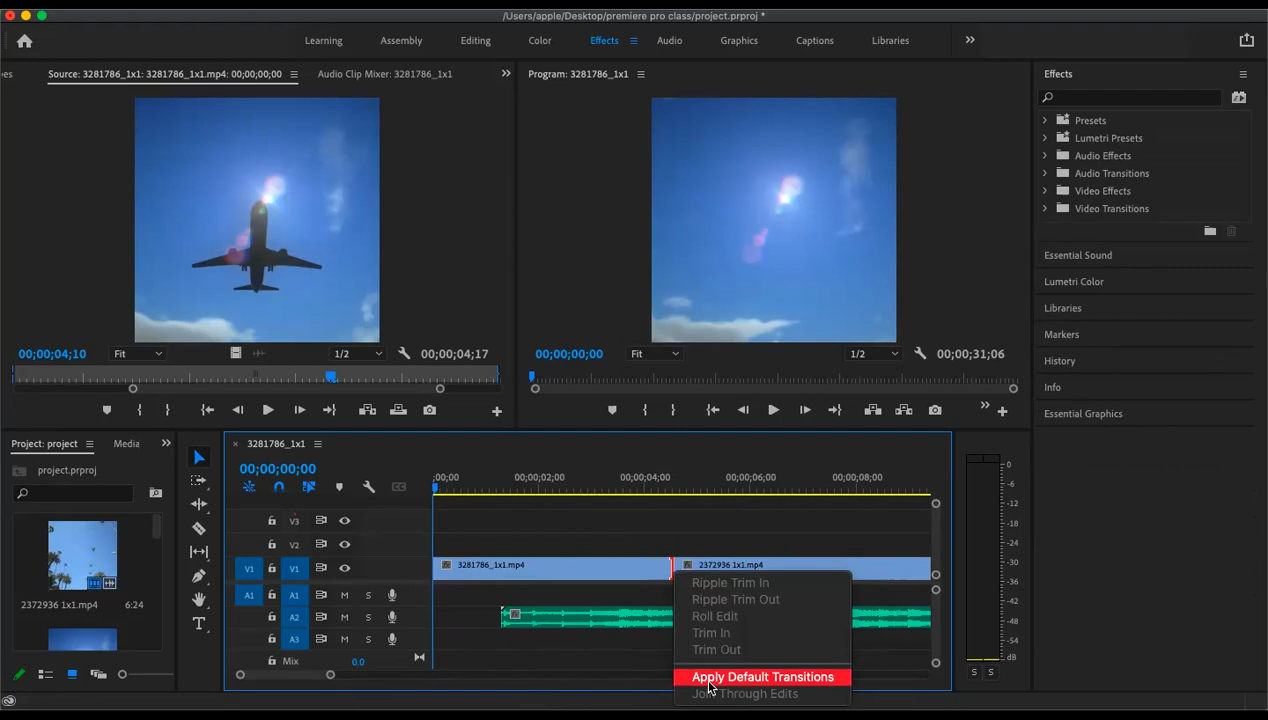 /Users/apple/Desktop/premiere pro class/project.prproj *
Learning Assembly Editing Color Effects Audio Graphics Captions Libraries
pes Source: 3281786_1x1: 3281786_1x1.mp4: 00;00;00;00 Audio Clip Mixer: 3281786_1x1
Program: 3281786_1x1
Effects
Presets
Lumetri Presets
Audio Effects
Audio Transitions
Video Effects
Video Transitions
Essential Sound
Lumetri Color
Libraries
Markers
History
Info
Essential Graphics
00;00;04;10 Fit 1/2 00;00;04;17
00;00;00;00 Fit 1/2 00;00;31;06
Project: project Media
project.prproj
2372936 1x1.mp4 6:24
3281786_1x1
00;00;00;00
;00;00 00;00;02;00 00;00;04;00 00;00;06;00 00;00;08;00
V3
V2
V1 V1 3281786_1x1.mp4 2372936 1x1.mp4
A1 A1 M S
A2 M S
A3 M S
Mix 0.0
Ripple Trim In
Ripple Trim Out
Roll Edit
Trim In
Trim Out
Apply Default Transitions
Join Through Edits
0
-6
-12
-18
-24
-30
-36
-42
-48
-54
dB
S S